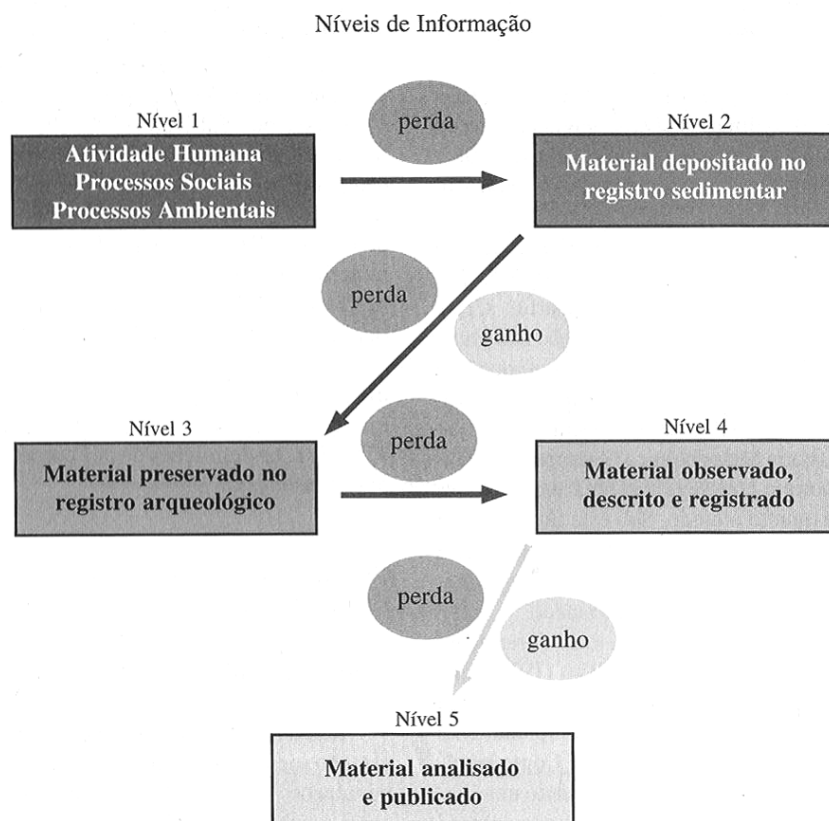 Níveis de Informação
Nível 1
Atividade Humana
Processos Sociais
Processos Ambientais
perda
Nível 2
Material depositado no
registro sedimentar
perda
ganho
Nível 3
Material preservado no
registro arqueológico
perda
Nível 4
Material observado,
descrito e registrado
perda
ganho
Nível 5
Material analisado
e publicado